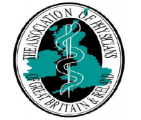 THE ASSOCIATION OF PHYSICIANS
OF GREAT BRITAIN & IRELAND